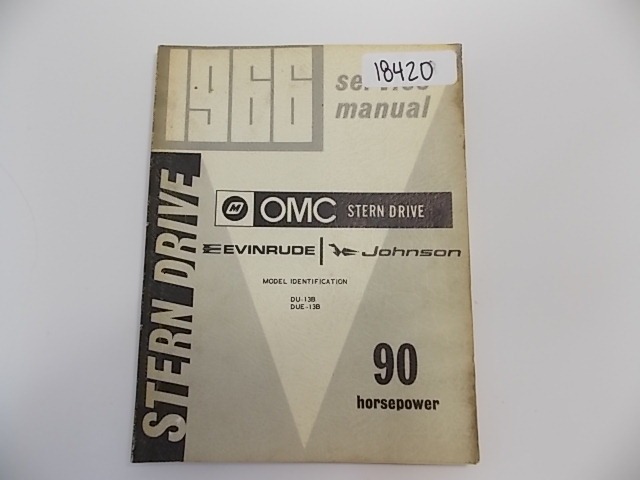 1966
18420
service
manual
STERN DRIVE
M OMC STERN DRIVE
EVINRUDE Johnson
MODEL IDENTIFICATION
DU-13B
DUE-13B
90
horsepower